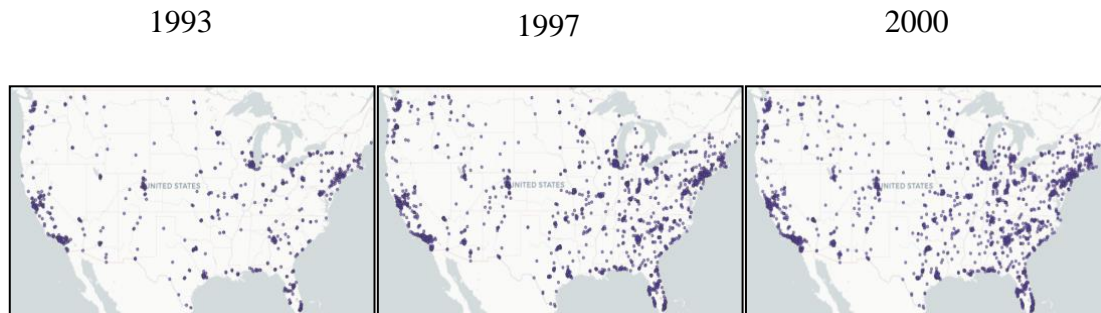 1993
1997
2000
UNITED STATES
UNITED STATES
UNITED STATES